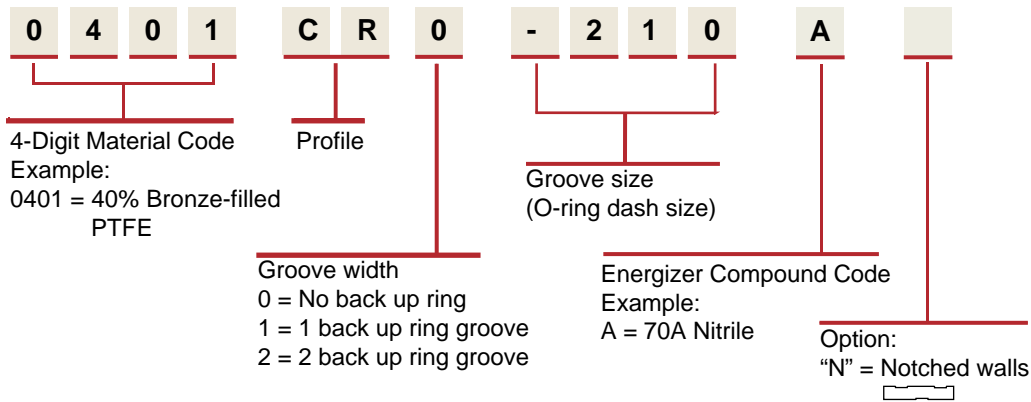 0 4 0 1 C R 0 - 2 1 0 A
4-Digit Material Code
Example:
0401 = 40% Bronze-filled
PTFE
Profile
Groove size
(O-ring dash size)
Groove width
0 = No back up ring
1 = 1 back up ring groove
2 = 2 back up ring groove
Energizer Compound Code
Example:
A = 70A Nitrile
Option:
“N” = Notched walls